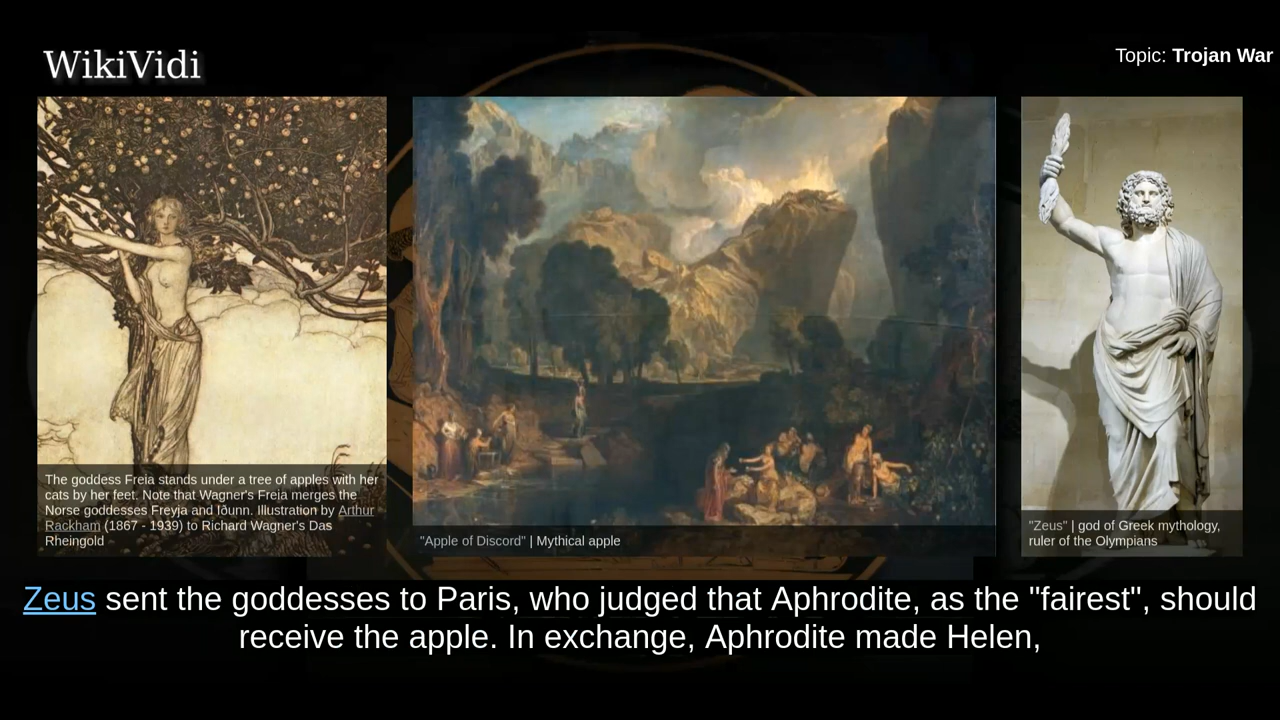 WikiVidi
Topic: Trojan War
The goddess Freia stands under a tree of apples with her
cats by her feet. Note that Wagner's Freia merges the
Norse goddesses Freyja and Iðunn. Illustration by Arthur
Rackham (1867 - 1939) to Richard Wagner's Das
Rheingold
"Apple of Discord" | Mythical apple
"Zeus" | god of Greek mythology,
ruler of the Olympians
Zeus sent the goddesses to Paris, who judged that Aphrodite, as the "fairest", should
receive the apple. In exchange, Aphrodite made Helen,